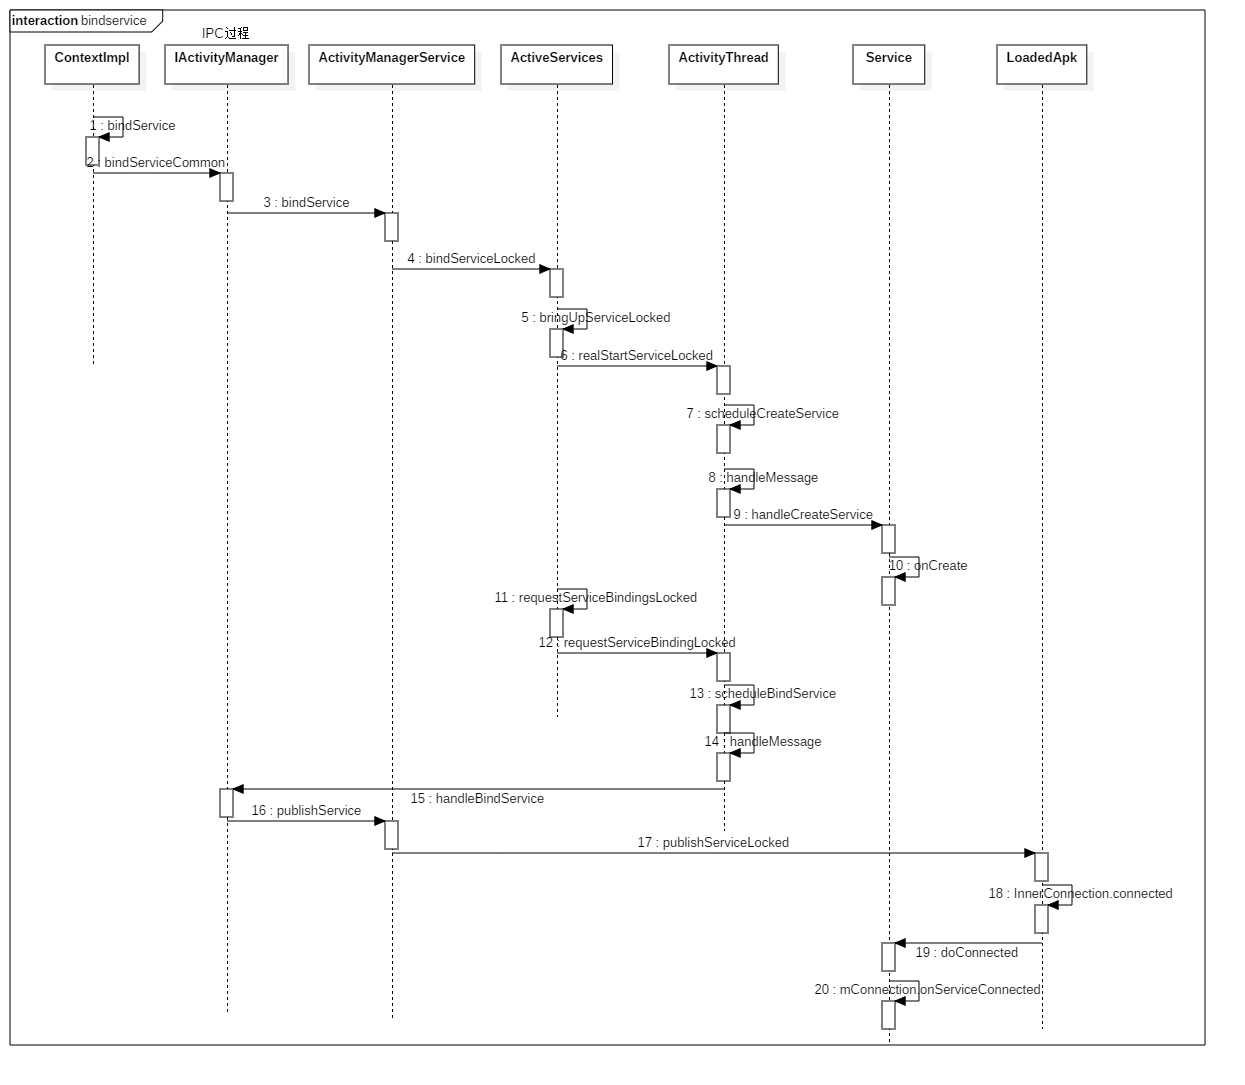 interaction bindservice
IPC过程
ContextImpl
IActivityManager
ActivityManagerService
ActiveServices
ActivityThread
Service
LoadedApk
1 : bindService
2 : bindServiceCommon
3 : bindService
4 : bindServiceLocked
5 : bringUpServiceLocked
6 : realStartServiceLocked
7 : scheduleCreateService
8 : handleMessage
9 : handleCreateService
10 : onCreate
11 : requestServiceBindingsLocked
12 : requestServiceBindingLocked
13 : scheduleBindService
14 : handleMessage
15 : handleBindService
16 : publishService
17 : publishServiceLocked
18 : InnerConnection.connected
19 : doConnected
20 : mConnection.onServiceConnected